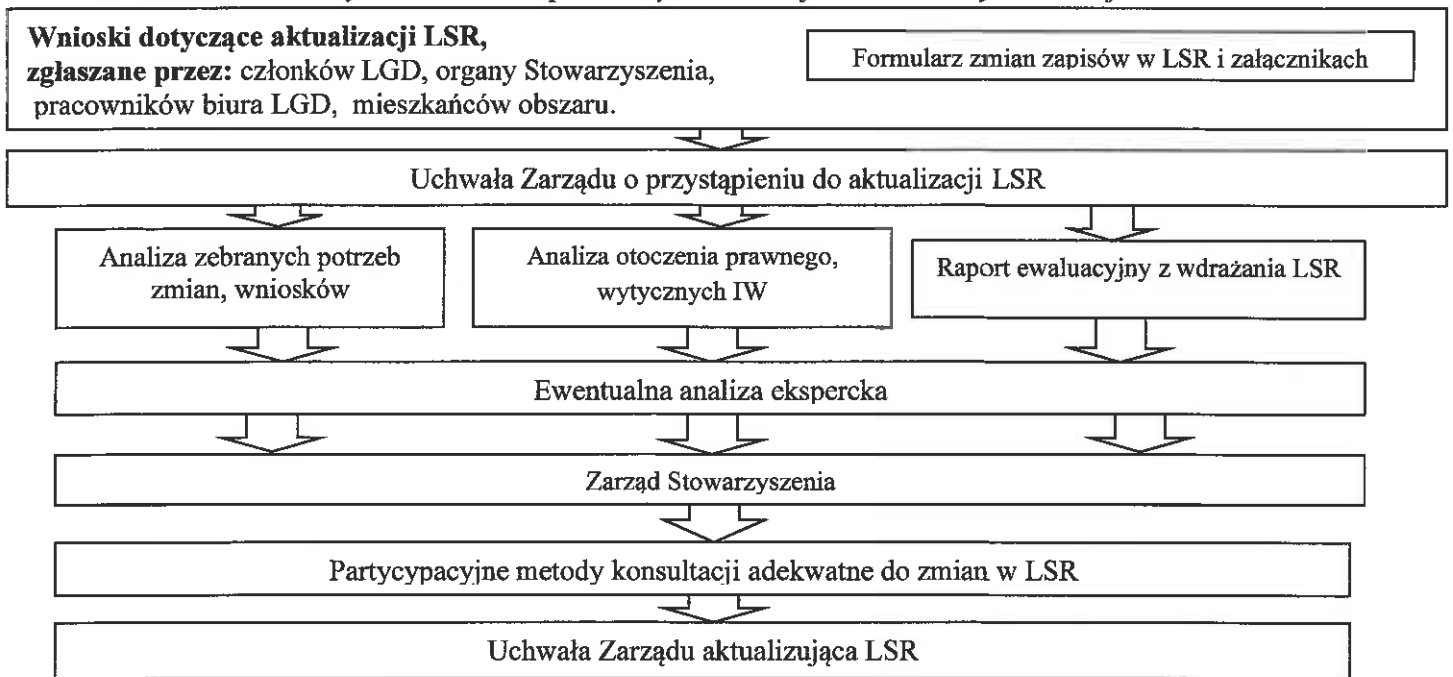 Wnioski dotyczące aktualizacji LSR,
zgłaszane przez: członków LGD, organy Stowarzyszenia,
pracowników biura LGD, mieszkańców obszaru.
Formularz zmian zapisów w LSR i załącznikach
Uchwała Zarządu o przystąpieniu do aktualizacji LSR
Analiza zebranych potrzeb
zmian, wniosków
Analiza otoczenia prawnego,
wytycznych IW
Raport ewaluacyjny z wdrażania LSR
Ewentualna analiza ekspercka
Zarząd Stowarzyszenia
Partycypacyjne metody konsultacji adekwatne do zmian w LSR
Uchwała Zarządu aktualizująca LSR